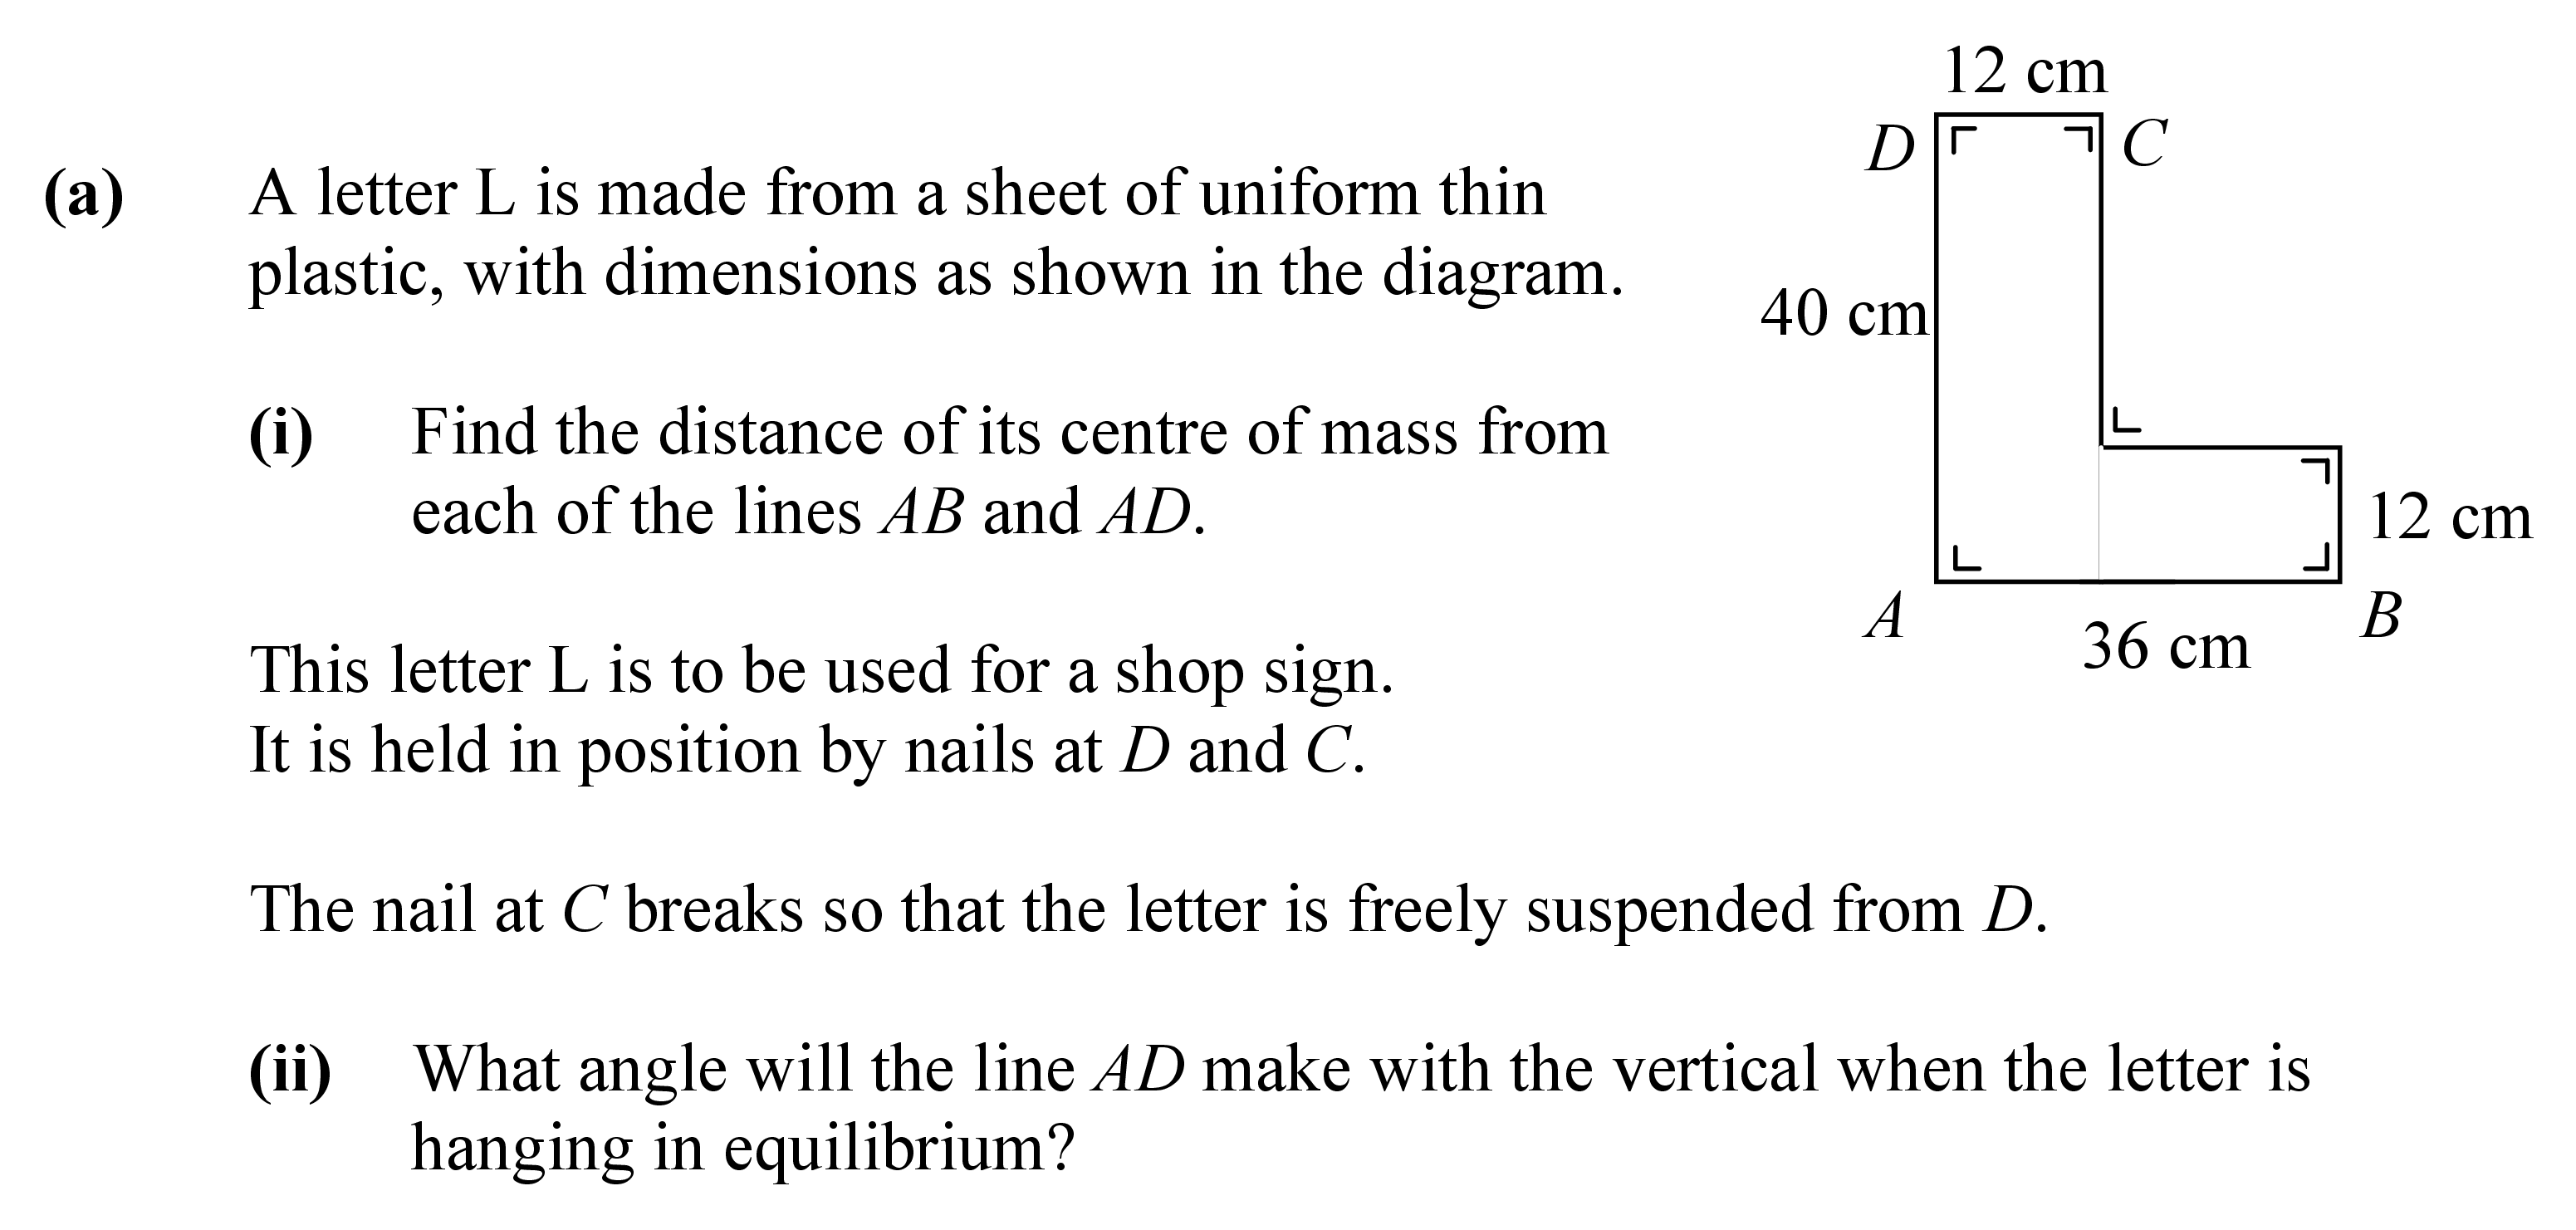 12 cm
D
C
(a) A letter L is made from a sheet of uniform thin
plastic, with dimensions as shown in the diagram.
40 cm
(i) Find the distance of its centre of mass from
each of the lines AB and AD.
12 cm
A
B
36 cm
This letter L is to be used for a shop sign.
It is held in position by nails at D and C.
The nail at C breaks so that the letter is freely suspended from D.
(ii) What angle will the line AD make with the vertical when the letter is
hanging in equilibrium?